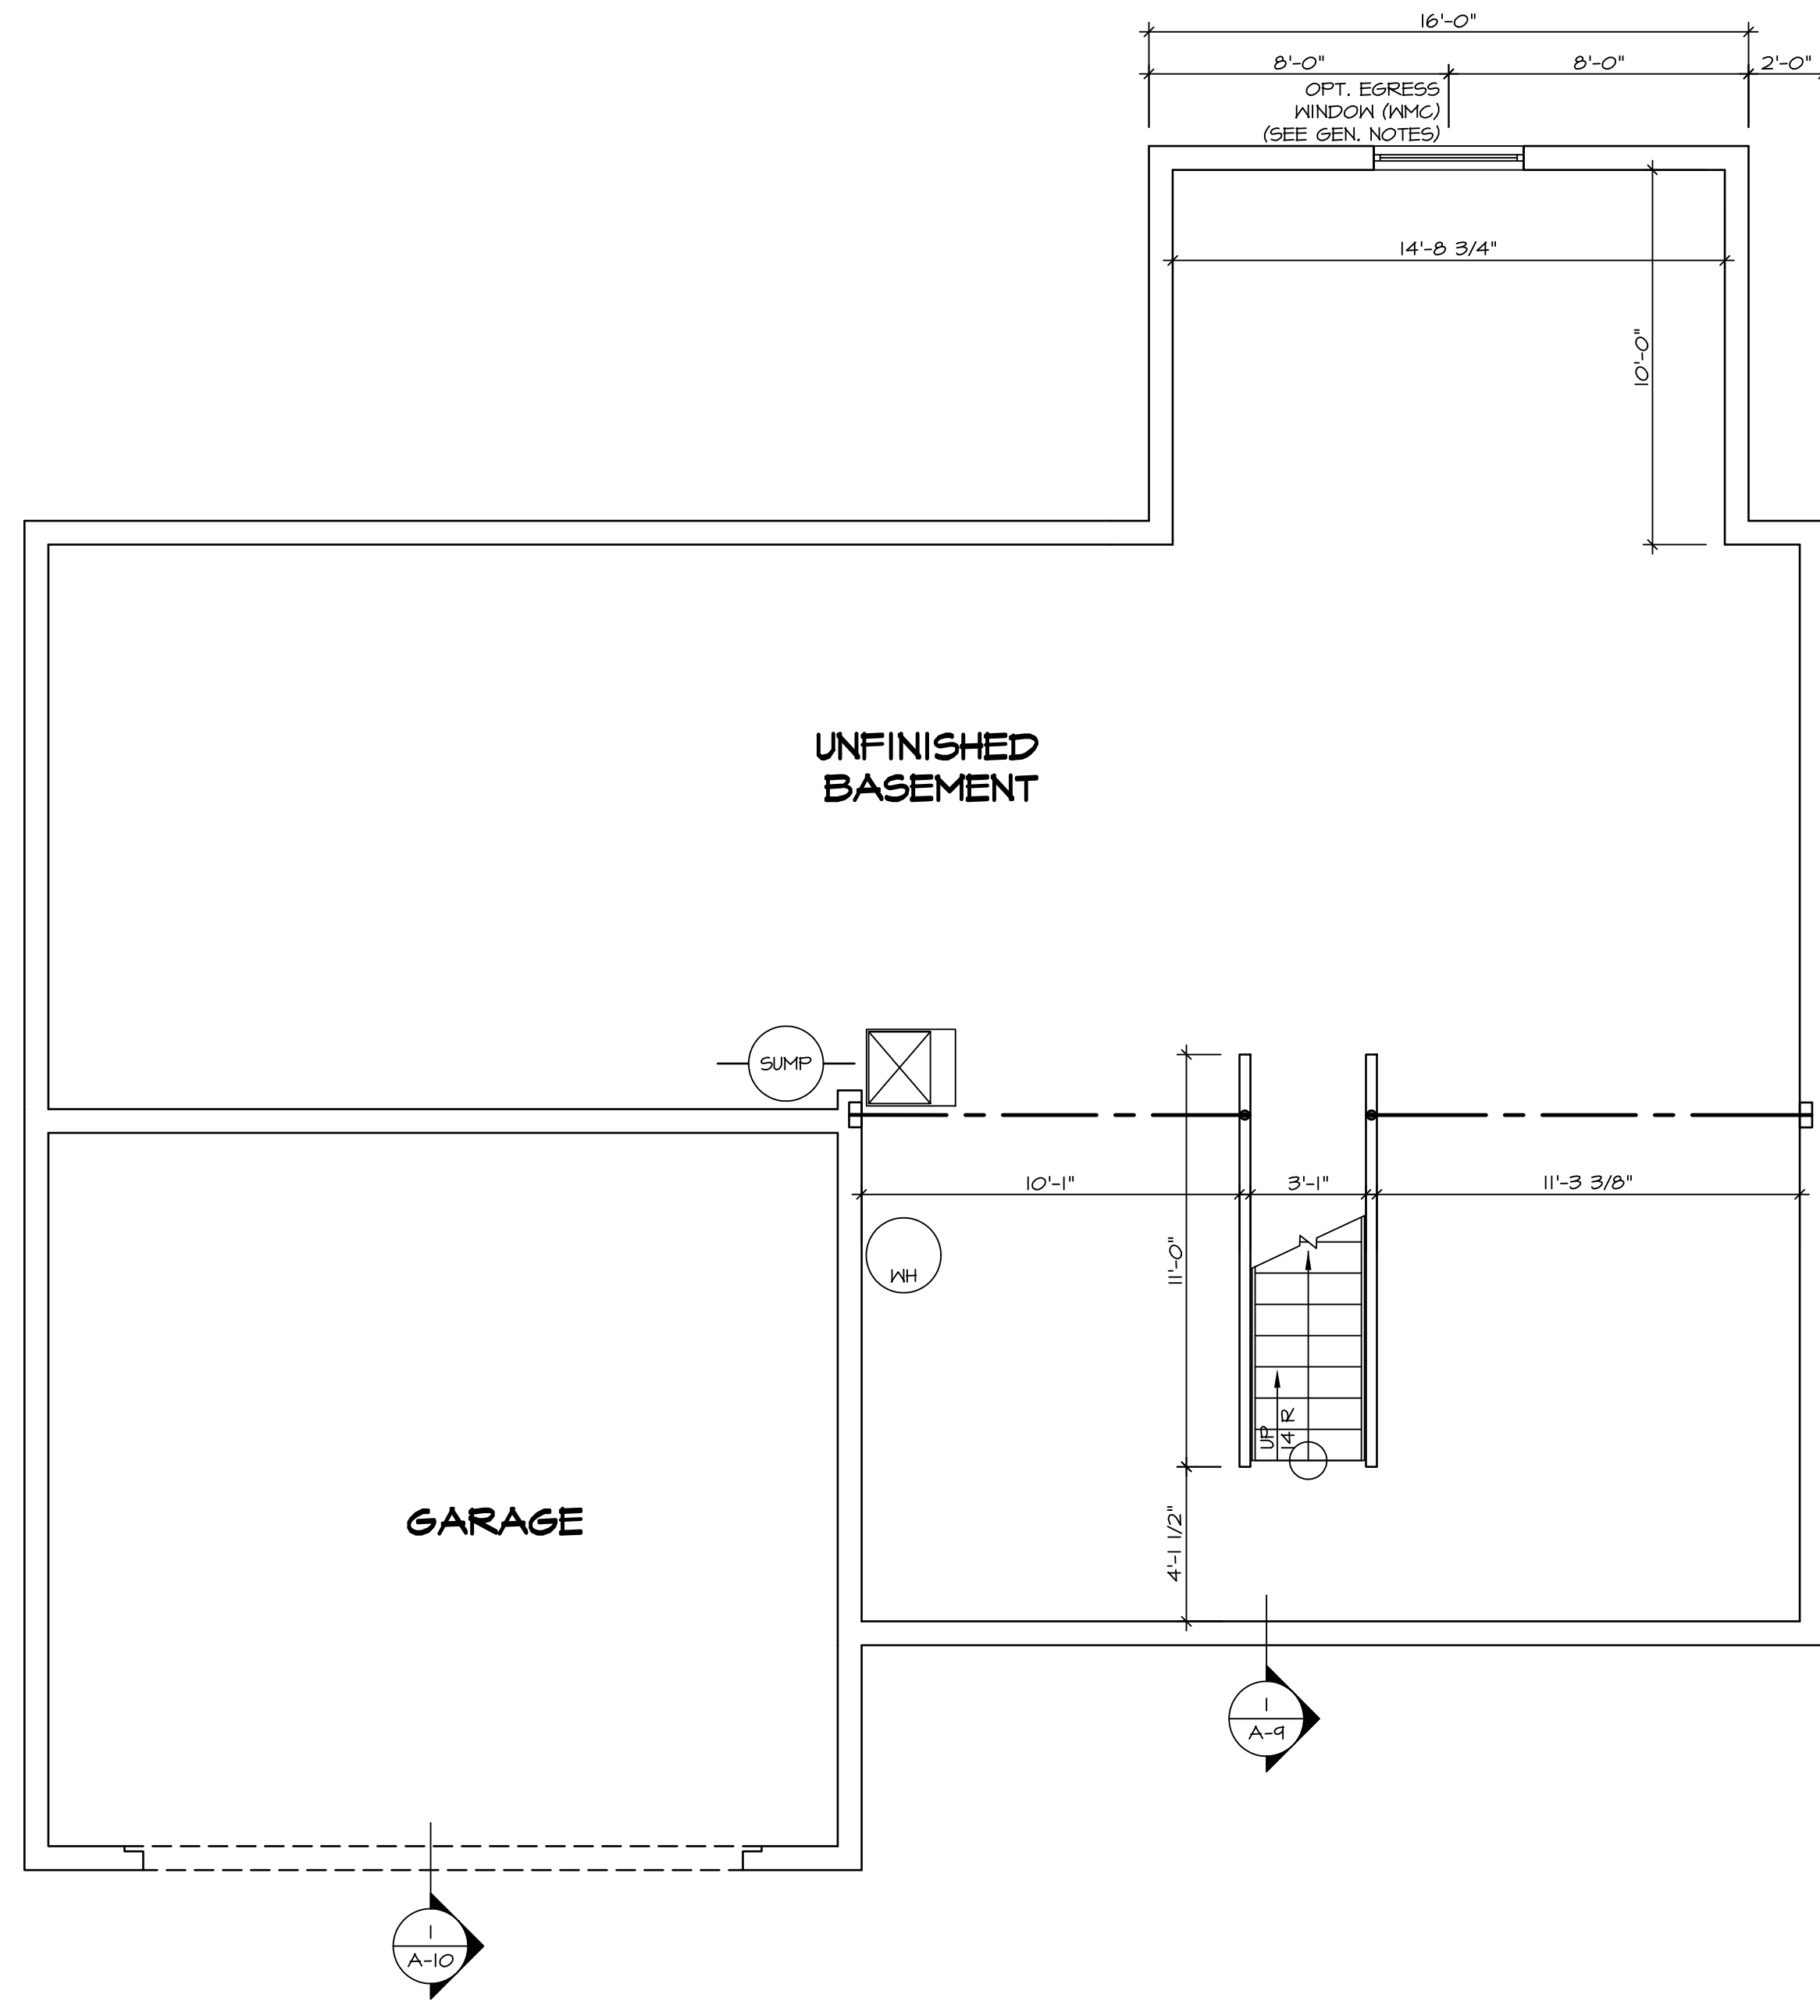 16'-0"
8'-0"
8'-0"
2'-0"
OPT. EGRESS
WINDOW (WMC)
(SEE GEN. NOTES)
14'-8 3/4"
10'-0"
UNFINISHED
BASEMENT
SUMP
10'-1"
3'-1"
11'-3 3/8"
11'-0"
WH
UP
14 R
4'-1 1/2"
GARAGE
1
A-9
1
A-10